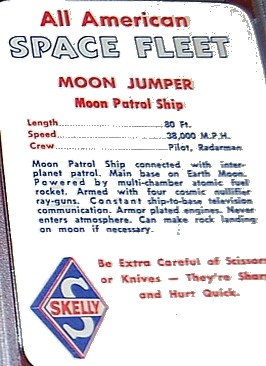 All American
SPACE FLEET
MOON JUMPER
Moon Patrol Ship
Length..........................80 Ft.
Speed..........................38,000 M.P.H.
Crew..........................Pilot, Radarman
Moon Patrol Ship connected with inter-
planet patrol. Main base on Earth Moon.
Powered by multi-chamber atomic fuel
rocket. Armed with four cosmic nullifier
ray-guns. Constant ship-to-base television
communication. Armor plated engines. Never
enters atmosphere. Can make rock landing
on moon if necessary.
Be Extra Careful of Scissors
or Knives — They're Sharp
and Hurt Quick.
SKELLY
S